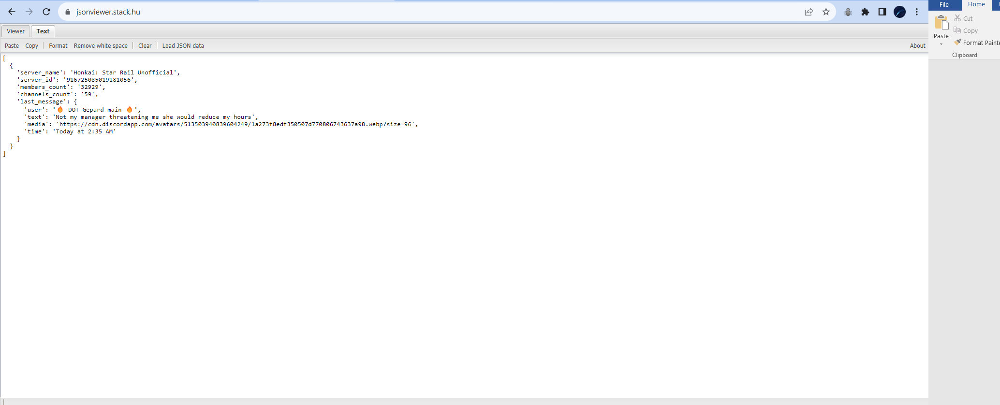 jsonviewer.stack.hu
File Home
Viewer Text
Paste Copy Format Remove white space Clear Load JSON data About
Cut
Copy
Paste
Format Painte
Clipboard
[
  {
    'server_name': 'Honkai: Star Rail Unofficial',
    'server_id': '916725085019181056',
    'members_count': '32929',
    'channels_count': '59',
    'last_message': {
      'user': '🔥 DOT Gepard main 🔥',
      'text': 'Not my manager threatening me she would reduce my hours',
      'media': 'https://cdn.discordapp.com/avatars/513503940839604249/1a273f8edf350507d770806743637a98.webp?size=96',
      'time': 'Today at 2:35 AM'
    }
  }
]